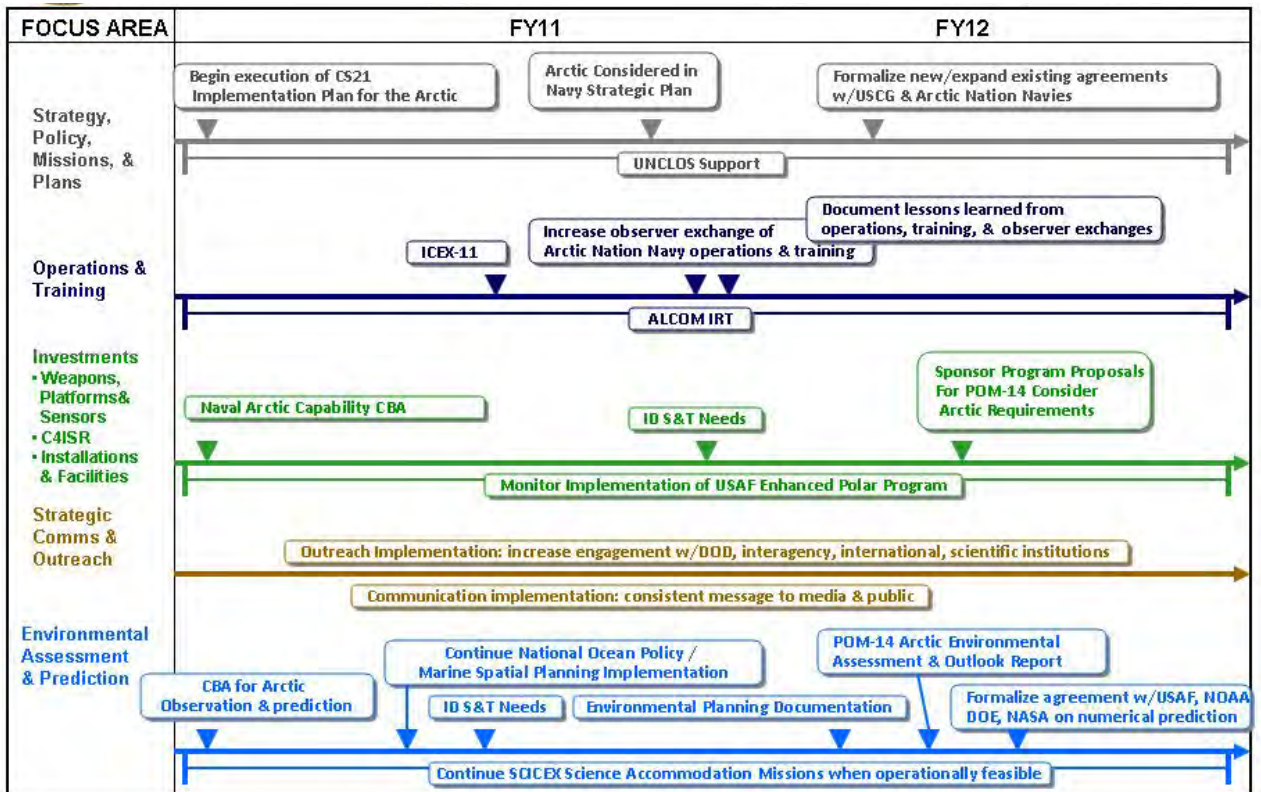 FOCUS AREA
FY11
FY12
Strategy,
Policy,
Missions, &
Plans
Begin execution of CS21
Implementation Plan for the Arctic
Arctic Considered in
Navy Strategic Plan
Formalize new/expand existing agreements
w/USCG & Arctic Nation Navies
UNCLOS Support
Operations &
Training
ICEX-11
Increase observer exchange of
Arctic Nation Navy operations & training
Document lessons learned from
operations, training, & observer exchanges
ALCOM IRT
Investments
• Weapons,
Platforms&
Sensors
• C4ISR
• Installations
& Facilities
Naval Arctic Capability CBA
ID S&T Needs
Sponsor Program Proposals
For POM-14 Consider
Arctic Requirements
Monitor Implementation of USAF Enhanced Polar Program
Strategic
Comms &
Outreach
Outreach Implementation: increase engagement w/DOD, interagency, international, scientific institutions
Communication implementation: consistent message to media & public
Environmental
Assessment
& Prediction
CBA for Arctic
Observation & prediction
Continue National Ocean Policy /
Marine Spatial Planning Implementation
ID S&T Needs
Environmental Planning Documentation
POM-14 Arctic Environmental
Assessment & Outlook Report
Formalize agreement w/USAF, NOAA
DOE, NASA on numerical prediction
Continue SCICEX Science Accommodation Missions when operationally feasible